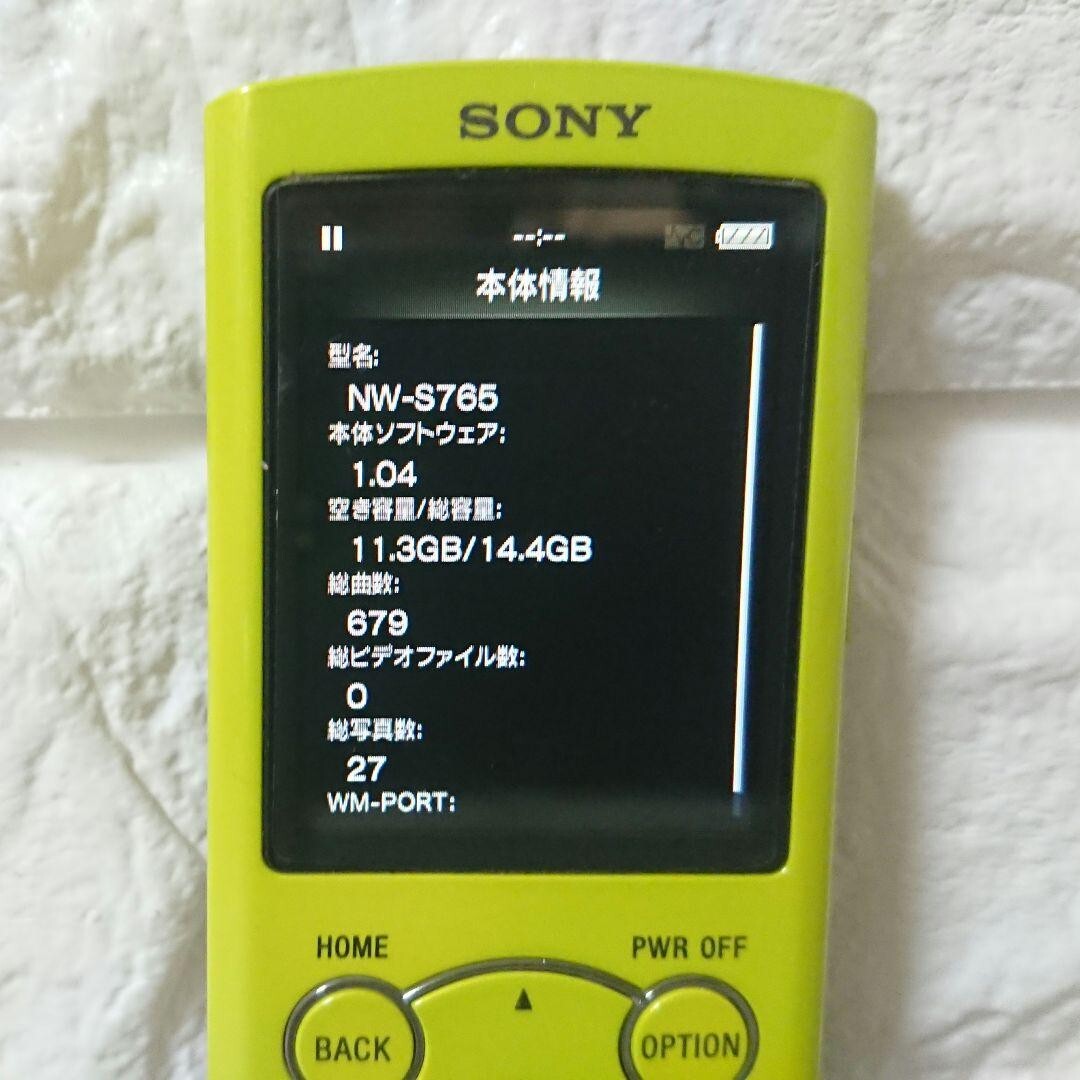 SONY
--:--
本体情報
型名:
NW-S765
本体ソフトウェア:
1.04
空き容量/総容量:
11.3GB/14.4GB
総曲数:
679
総ビデオファイル数:
0
総写真数:
27
WM-PORT:
HOME
PWR OFF
BACK
OPTION